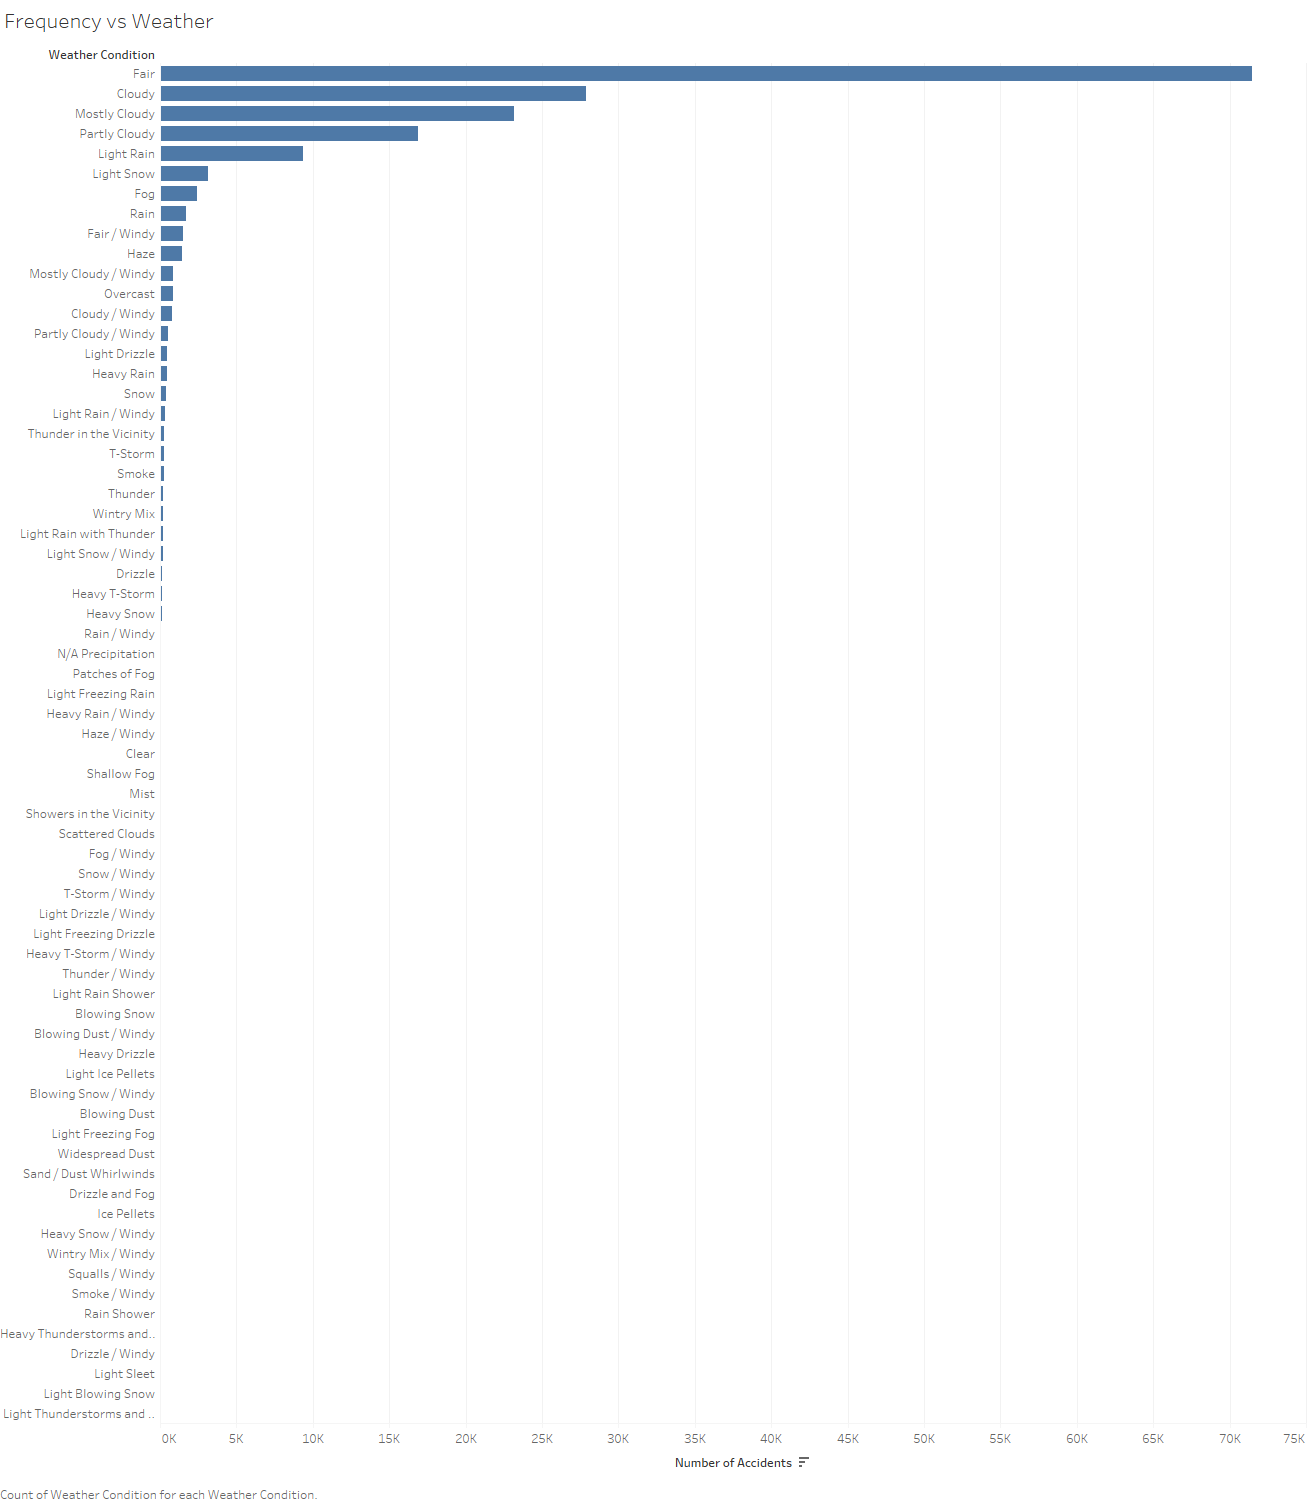 Frequency vs Weather
Weather Condition
Fair
Cloudy
Mostly Cloudy
Partly Cloudy
Light Rain
Light Snow
Fog
Rain
Fair / Windy
Haze
Mostly Cloudy / Windy
Overcast
Cloudy / Windy
Partly Cloudy / Windy
Light Drizzle
Heavy Rain
Snow
Light Rain / Windy
Thunder in the Vicinity
T-Storm
Smoke
Thunder
Wintry Mix
Light Rain with Thunder
Light Snow / Windy
Drizzle
Heavy T-Storm
Heavy Snow
Rain / Windy
N/A Precipitation
Patches of Fog
Light Freezing Rain
Heavy Rain / Windy
Haze / Windy
Clear
Shallow Fog
Mist
Showers in the Vicinity
Scattered Clouds
Fog / Windy
Snow / Windy
T-Storm / Windy
Light Drizzle / Windy
Light Freezing Drizzle
Heavy T-Storm / Windy
Thunder / Windy
Light Rain Shower
Blowing Snow
Blowing Dust / Windy
Heavy Drizzle
Light Ice Pellets
Blowing Snow / Windy
Blowing Dust
Light Freezing Fog
Widespread Dust
Sand / Dust Whirlwinds
Drizzle and Fog
Ice Pellets
Heavy Snow / Windy
Wintry Mix / Windy
Squalls / Windy
Smoke / Windy
Rain Shower
Heavy Thunderstorms and..
Drizzle / Windy
Light Sleet
Light Blowing Snow
Light Thunderstorms and ..
0K 5K 10K 15K 20K 25K 30K 35K 40K 45K 50K 55K 60K 65K 70K 75K
Number of Accidents
Count of Weather Condition for each Weather Condition.